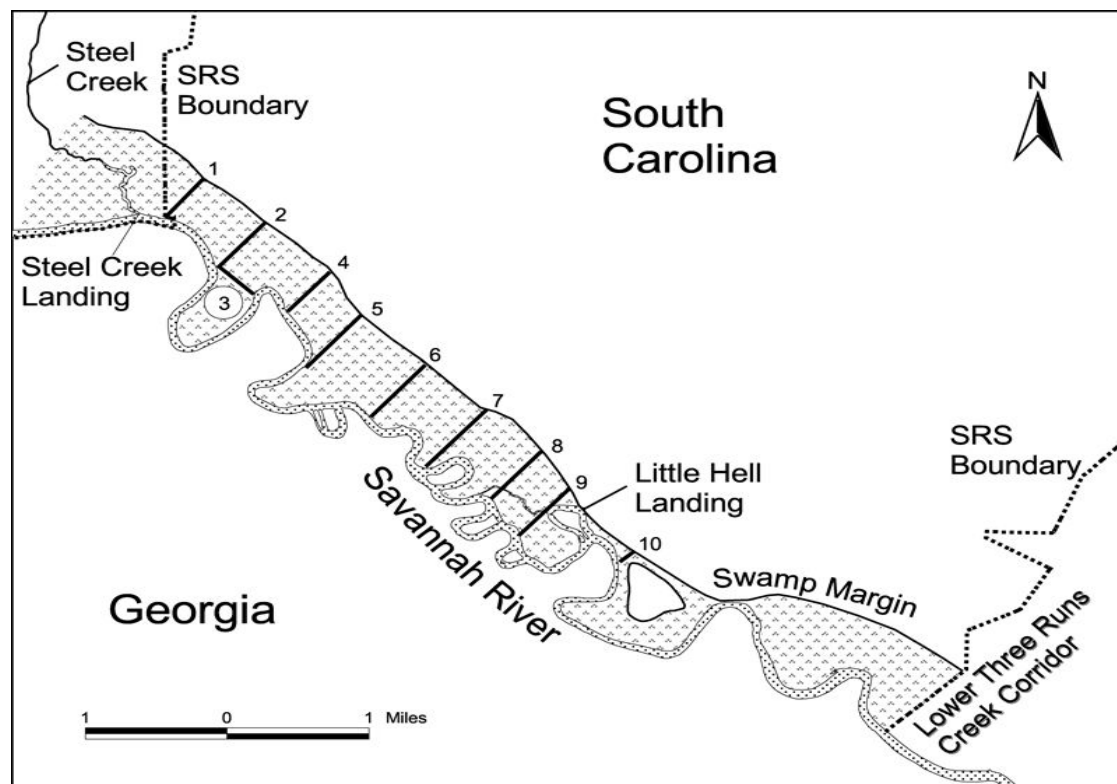 Steel
Creek
SRS
Boundary
South
Carolina
N
1
2
Steel Creek
Landing
3
4
5
6
7
8
9
Little Hell
Landing
SRS
Boundary
10
Swamp Margin
Savannah River
Georgia
Lower Three Runs
Creek Corridor
1 0 1 Miles